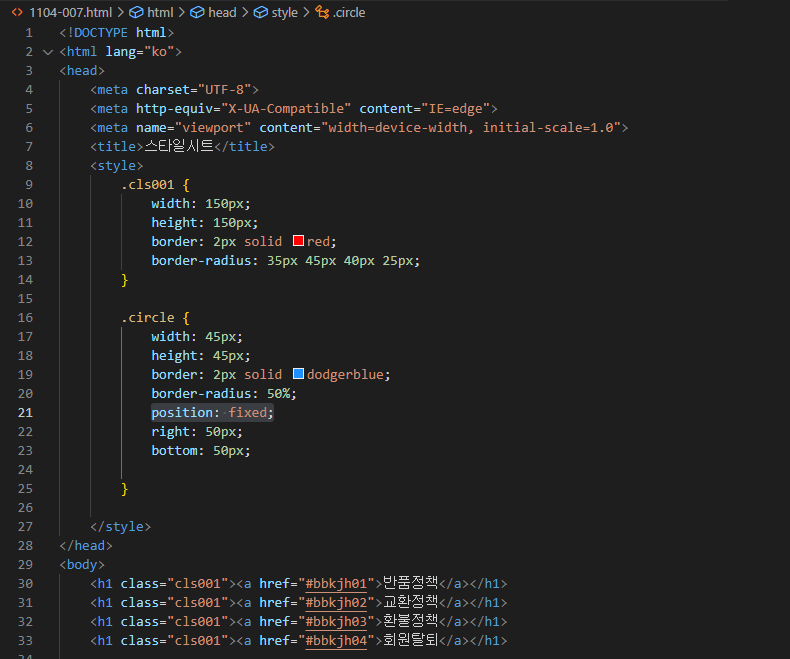 1104-007.html > html > head > style > .circle
1 <!DOCTYPE html>
2 <html lang="ko">
3 <head>
4 <meta charset="UTF-8">
5 <meta http-equiv="X-UA-Compatible" content="IE=edge">
6 <meta name="viewport" content="width=device-width, initial-scale=1.0">
7 <title>스타일시트</title>
8 <style>
9 .cls001 {
10 width: 150px;
11 height: 150px;
12 border: 2px solid red;
13 border-radius: 35px 45px 40px 25px;
14 }
15
16 .circle {
17 width: 45px;
18 height: 45px;
19 border: 2px solid dodgerblue;
20 border-radius: 50%;
21 position: fixed;
22 right: 50px;
23 bottom: 50px;
24
25 }
26
27 </style>
28 </head>
29 <body>
30 <h1 class="cls001"><a href="#bbkjh01">반품정책</a></h1>
31 <h1 class="cls001"><a href="#bbkjh02">교환정책</a></h1>
32 <h1 class="cls001"><a href="#bbkjh03">환불정책</a></h1>
33 <h1 class="cls001"><a href="#bbkjh04">회원탈퇴</a></h1>